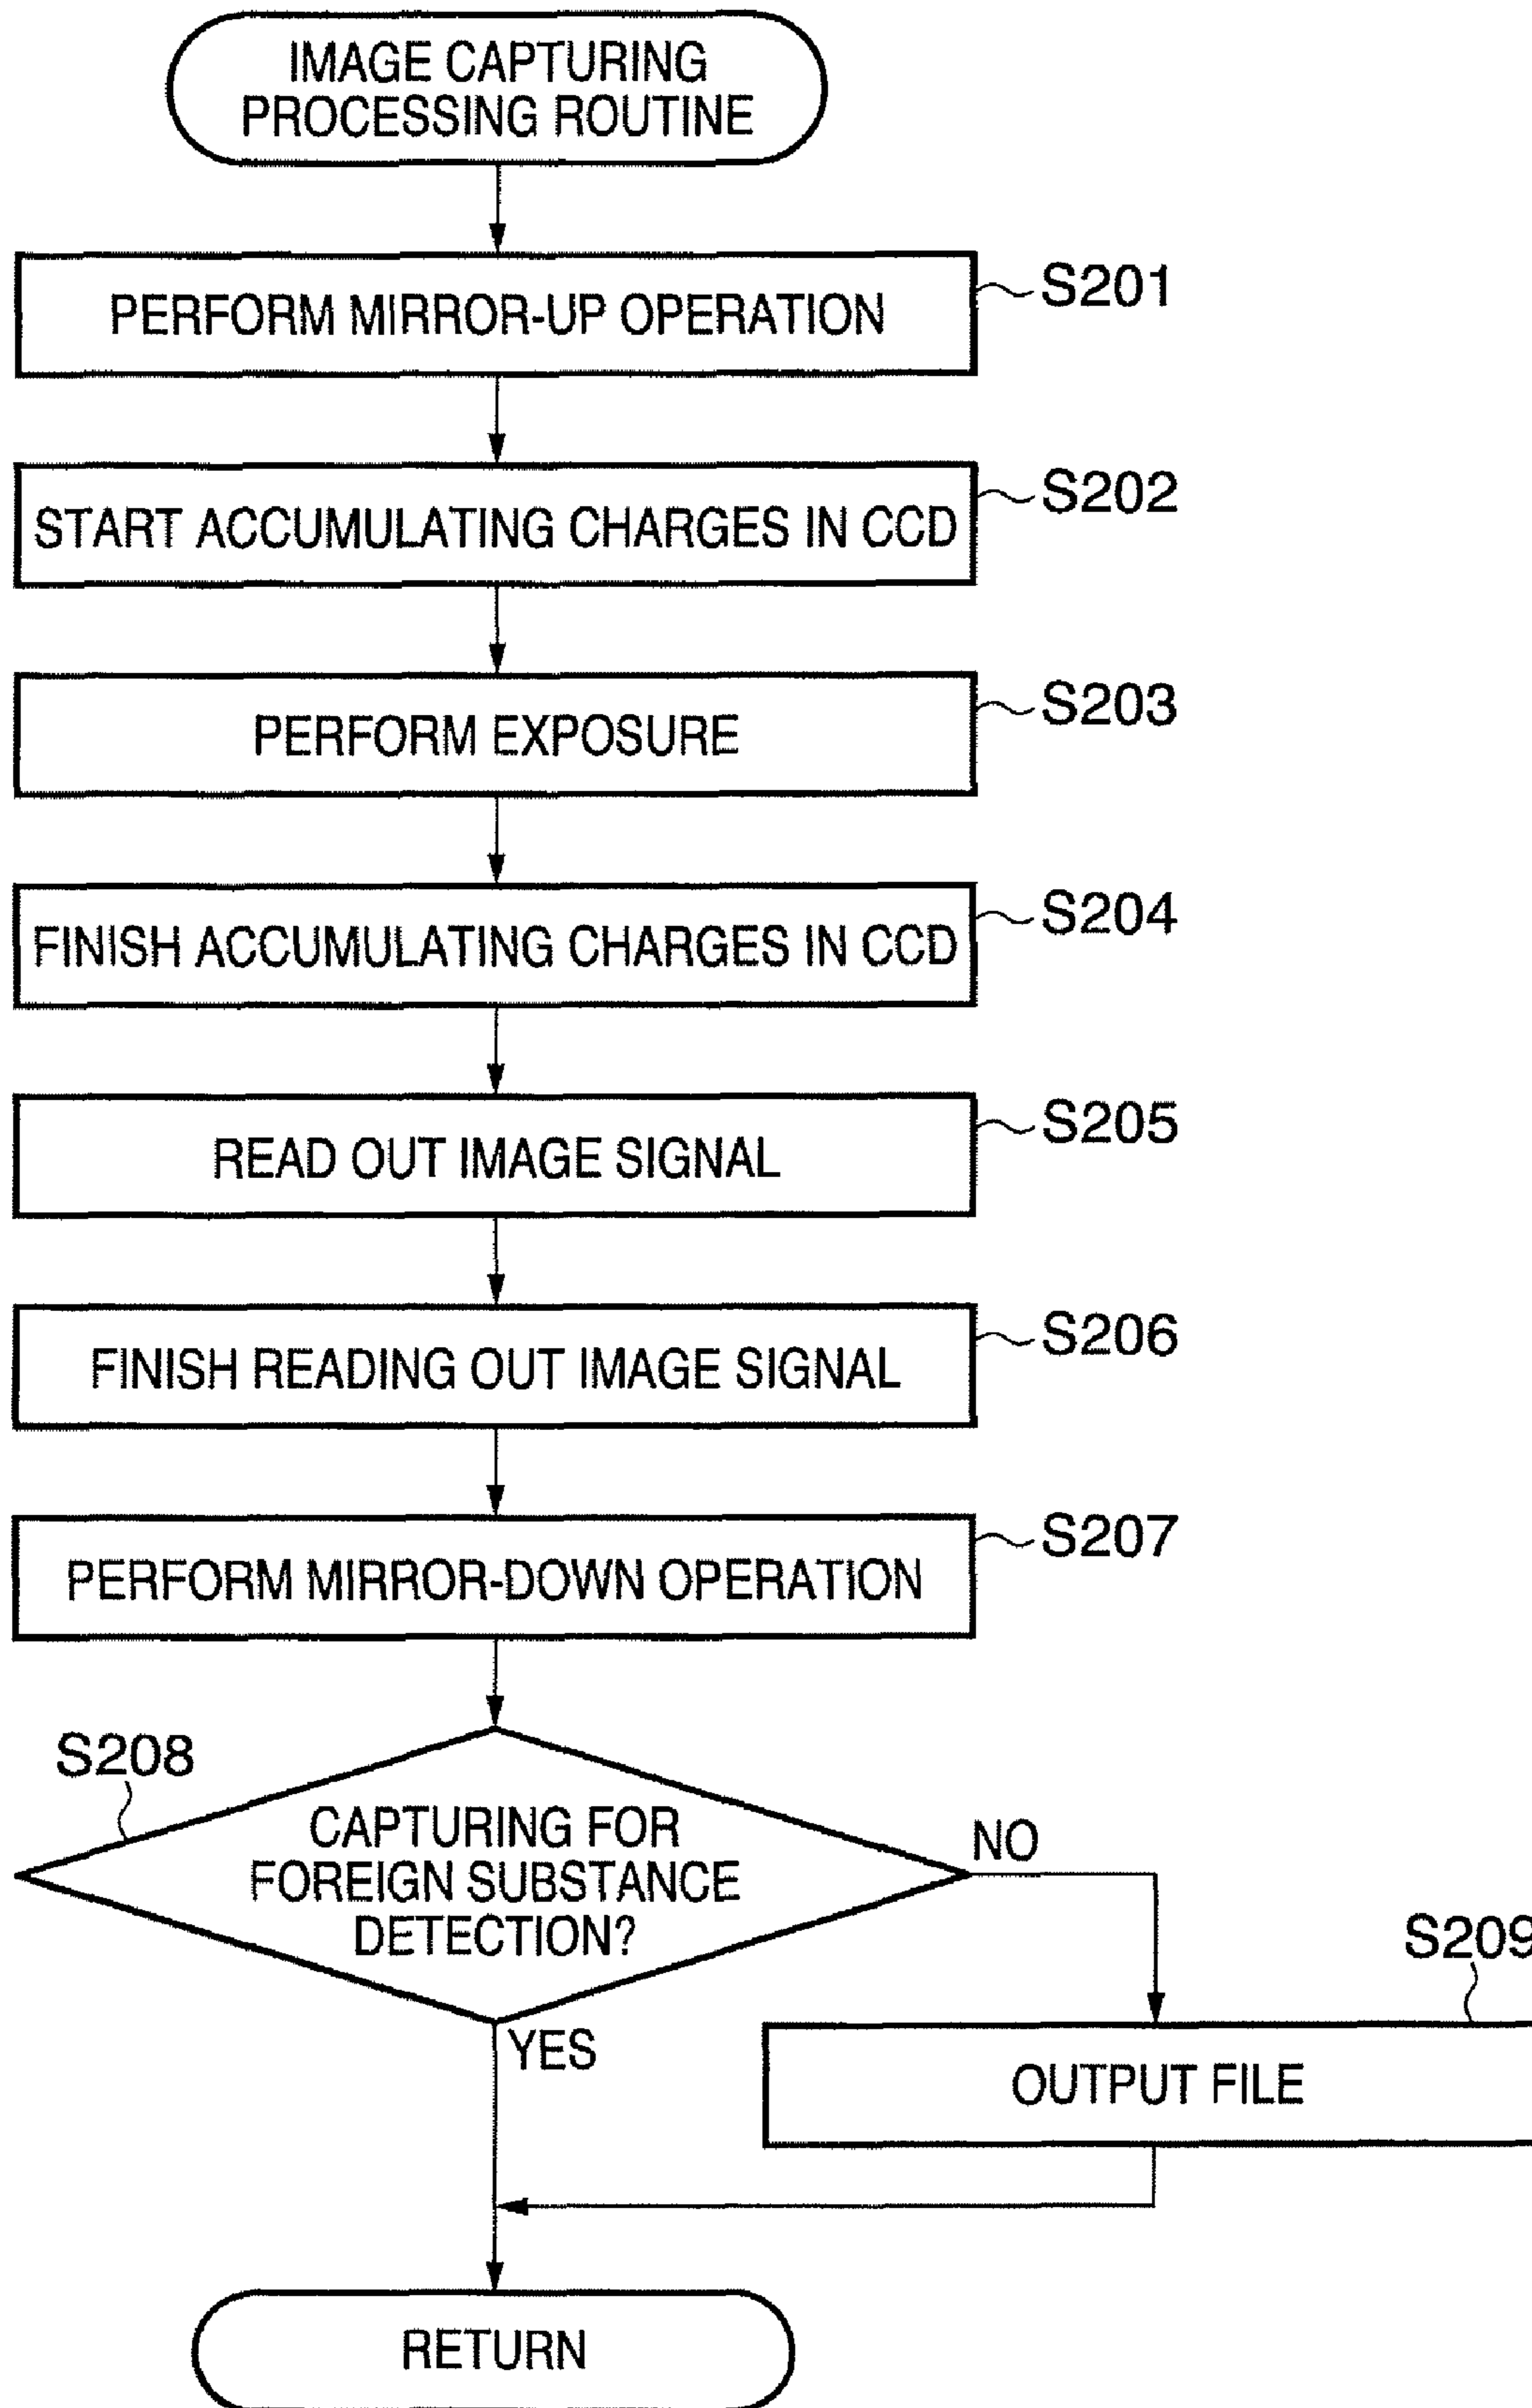 IMAGE CAPTURING
PROCESSING ROUTINE
PERFORM MIRROR-UP OPERATION
S201
START ACCUMULATING CHARGES IN CCD
S202
PERFORM EXPOSURE
S203
FINISH ACCUMULATING CHARGES IN CCD
S204
READ OUT IMAGE SIGNAL
S205
FINISH READING OUT IMAGE SIGNAL
S206
PERFORM MIRROR-DOWN OPERATION
S207
S208
CAPTURING FOR
FOREIGN SUBSTANCE
DETECTION?
NO
S209
YES
OUTPUT FILE
RETURN